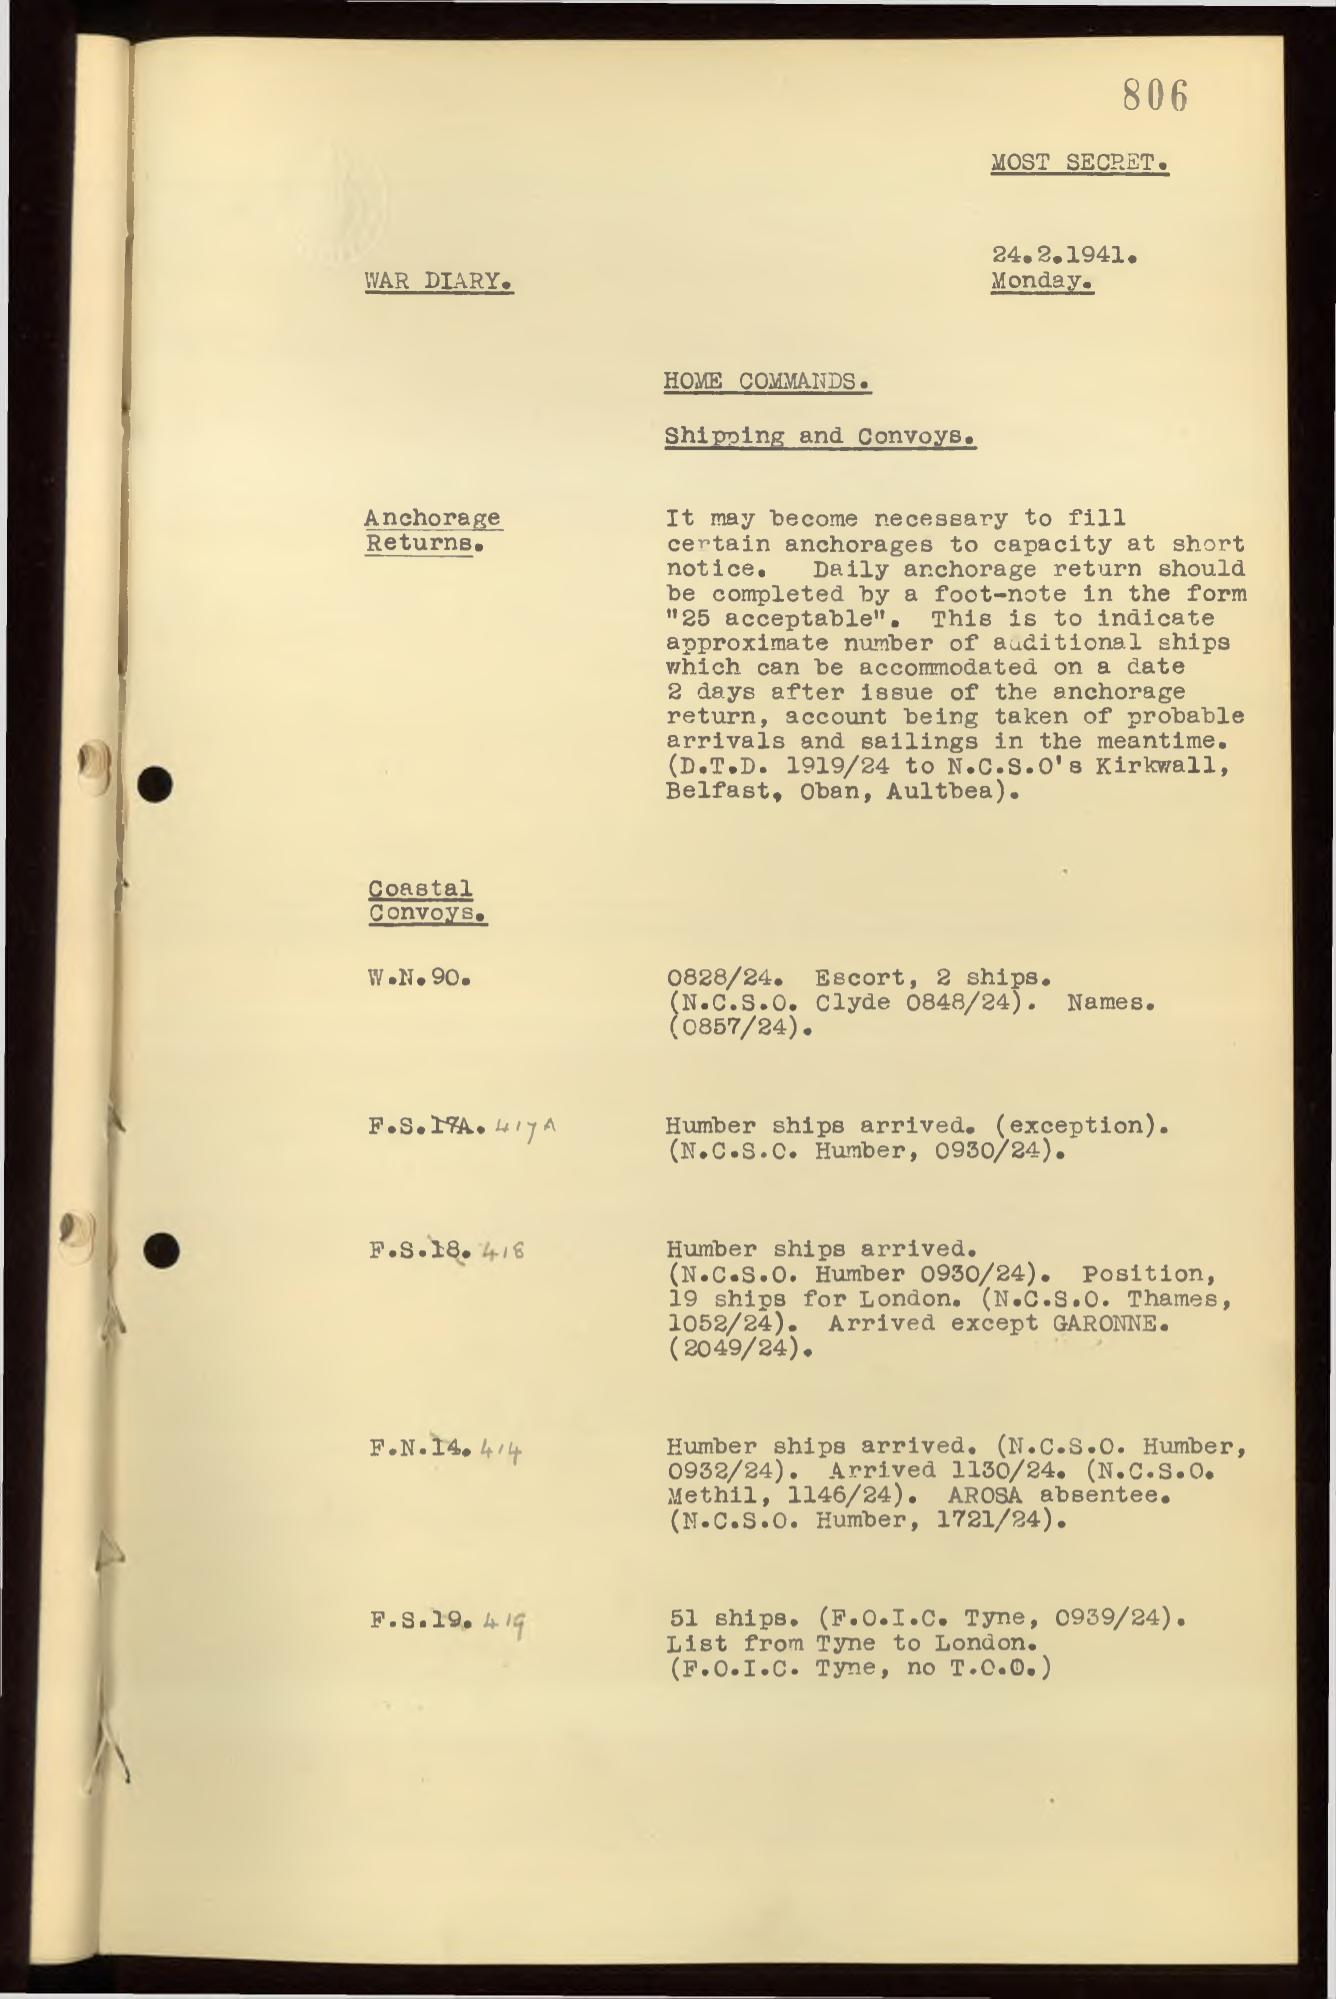 806
MOST SECRET.
24.2.1941.
WAR DIARY. Monday.
HOME COMMANDS.
Shipping and Convoys.
Anchorage It may become necessary to fill
Returns. certain anchorages to capacity at short
notice. Daily anchorage return should
be completed by a foot-note in the form
"25 acceptable". This is to indicate
approximate number of additional ships
which can be accommodated on a date
2 days after issue of the anchorage
return, account being taken of probable
arrivals and sailings in the meantime.
(D.T.D. 1919/24 to N.C.S.O's Kirkwall,
Belfast, Oban, Aultbea).
Coastal
Convoys.
W.N.90. 0828/24. Escort, 2 ships.
(N.C.S.O. Clyde 0848/24). Names.
(0857/24).
F.S.17A. 417A Humber ships arrived. (exception).
(N.C.S.C. Humber, 0930/24).
F.S.18. 418 Humber ships arrived.
(N.C.S.O. Humber 0930/24). Position,
19 ships for London. (N.C.S.O. Thames,
1052/24). Arrived except GARONNE.
(2049/24).
F.N.14. 414 Humber ships arrived. (N.C.S.O. Humber,
0932/24). Arrived 1130/24. (N.C.S.O.
Methil, 1146/24). AROSA absentee.
(N.C.S.O. Humber, 1721/24).
F.S.19. 419 51 ships. (F.O.I.C. Tyne, 0939/24).
List from Tyne to London.
(F.O.I.C. Tyne, no T.O.O.)